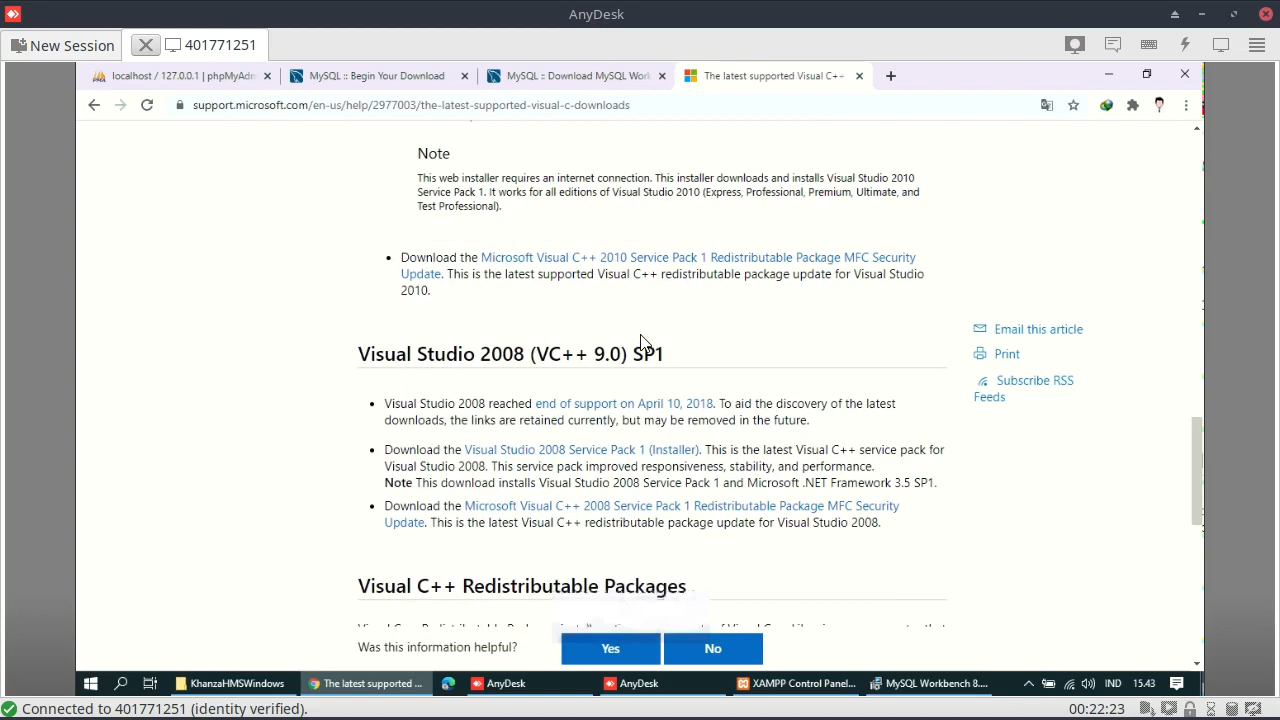 AnyDesk
New Session
401771251
localhost / 127.0.0.1 | phpMyAdm
MySQL :: Begin Your Download
MySQL :: Download MySQL Work
The latest supported Visual C++
support.microsoft.com/en-us/help/2977003/the-latest-supported-visual-c-downloads
Note
This web installer requires an internet connection. This installer downloads and installs Visual Studio 2010
Service Pack 1. It works for all editions of Visual Studio 2010 (Express, Professional, Premium, Ultimate, and
Test Professional).
Download the Microsoft Visual C++ 2010 Service Pack 1 Redistributable Package MFC Security
Update. This is the latest supported Visual C++ redistributable package update for Visual Studio
2010.
Email this article
Print
Subscribe RSS
Feeds
Visual Studio 2008 (VC++ 9.0) SP1
Visual Studio 2008 reached end of support on April 10, 2018. To aid the discovery of the latest
downloads, the links are retained currently, but may be removed in the future.
Download the Visual Studio 2008 Service Pack 1 (Installer). This is the latest Visual C++ service pack for
Visual Studio 2008. This service pack improved responsiveness, stability, and performance.
Note This download installs Visual Studio 2008 Service Pack 1 and Microsoft .NET Framework 3.5 SP1.
Download the Microsoft Visual C++ 2008 Service Pack 1 Redistributable Package MFC Security
Update. This is the latest Visual C++ redistributable package update for Visual Studio 2008.
Visual C++ Redistributable Packages
Was this information helpful?
Yes
No
KhanzaHMSWindows
The latest supported ...
AnyDesk
AnyDesk
XAMPP Control Panel...
MySQL Workbench 8....
IND
15.43
Connected to 401771251 (identity verified).
00:22:23